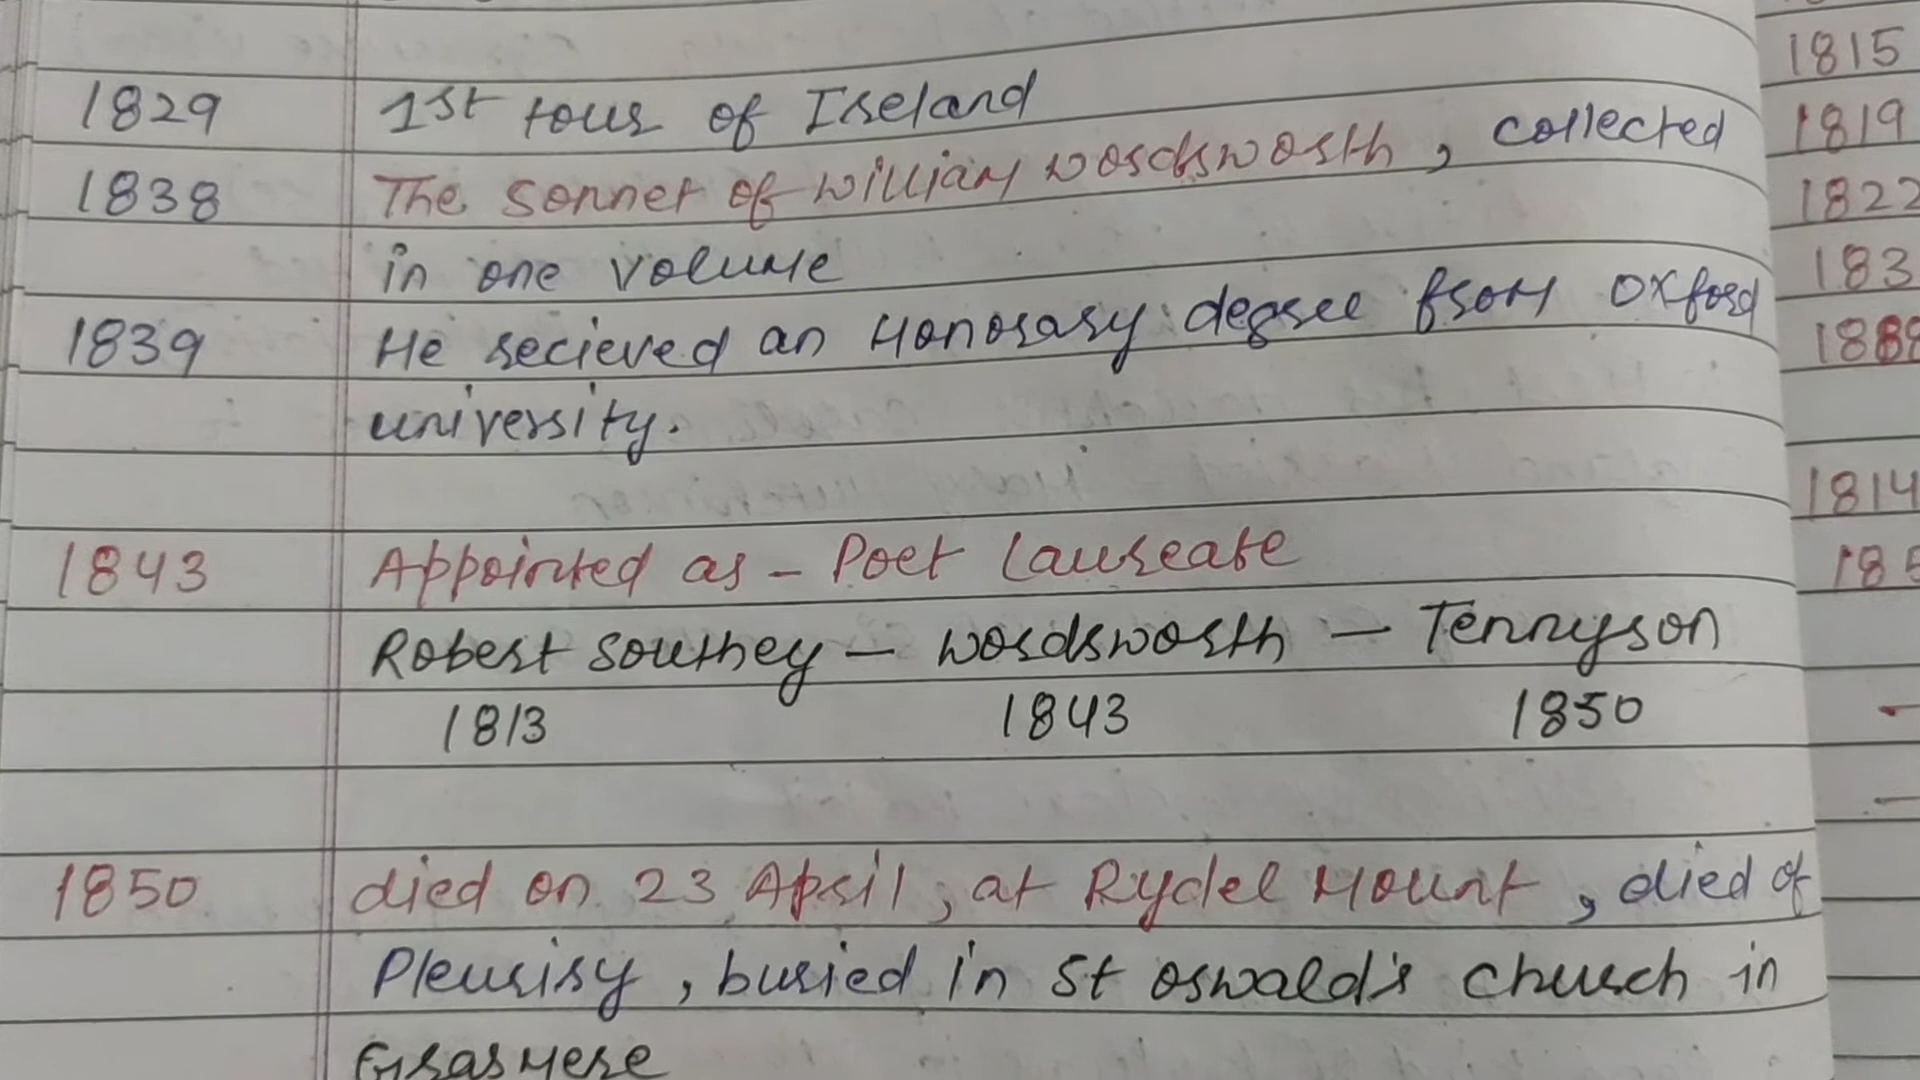 1829 1st tour of Ireland
1838 The Sonnet of William Wordsworth, collected
in one volume
1839 He recieved an Honorary degree from Oxford
university.
1843 Appointed as - Poet Laureate
Robert Southey - Wordsworth - Tennyson
1813 1843 1850
1850 died on 23 April, at Rydel Mount, died of
Pleurisy, buried in St Oswald's Church in
Grasmere
1815
1819
1822
183
188
1814
185